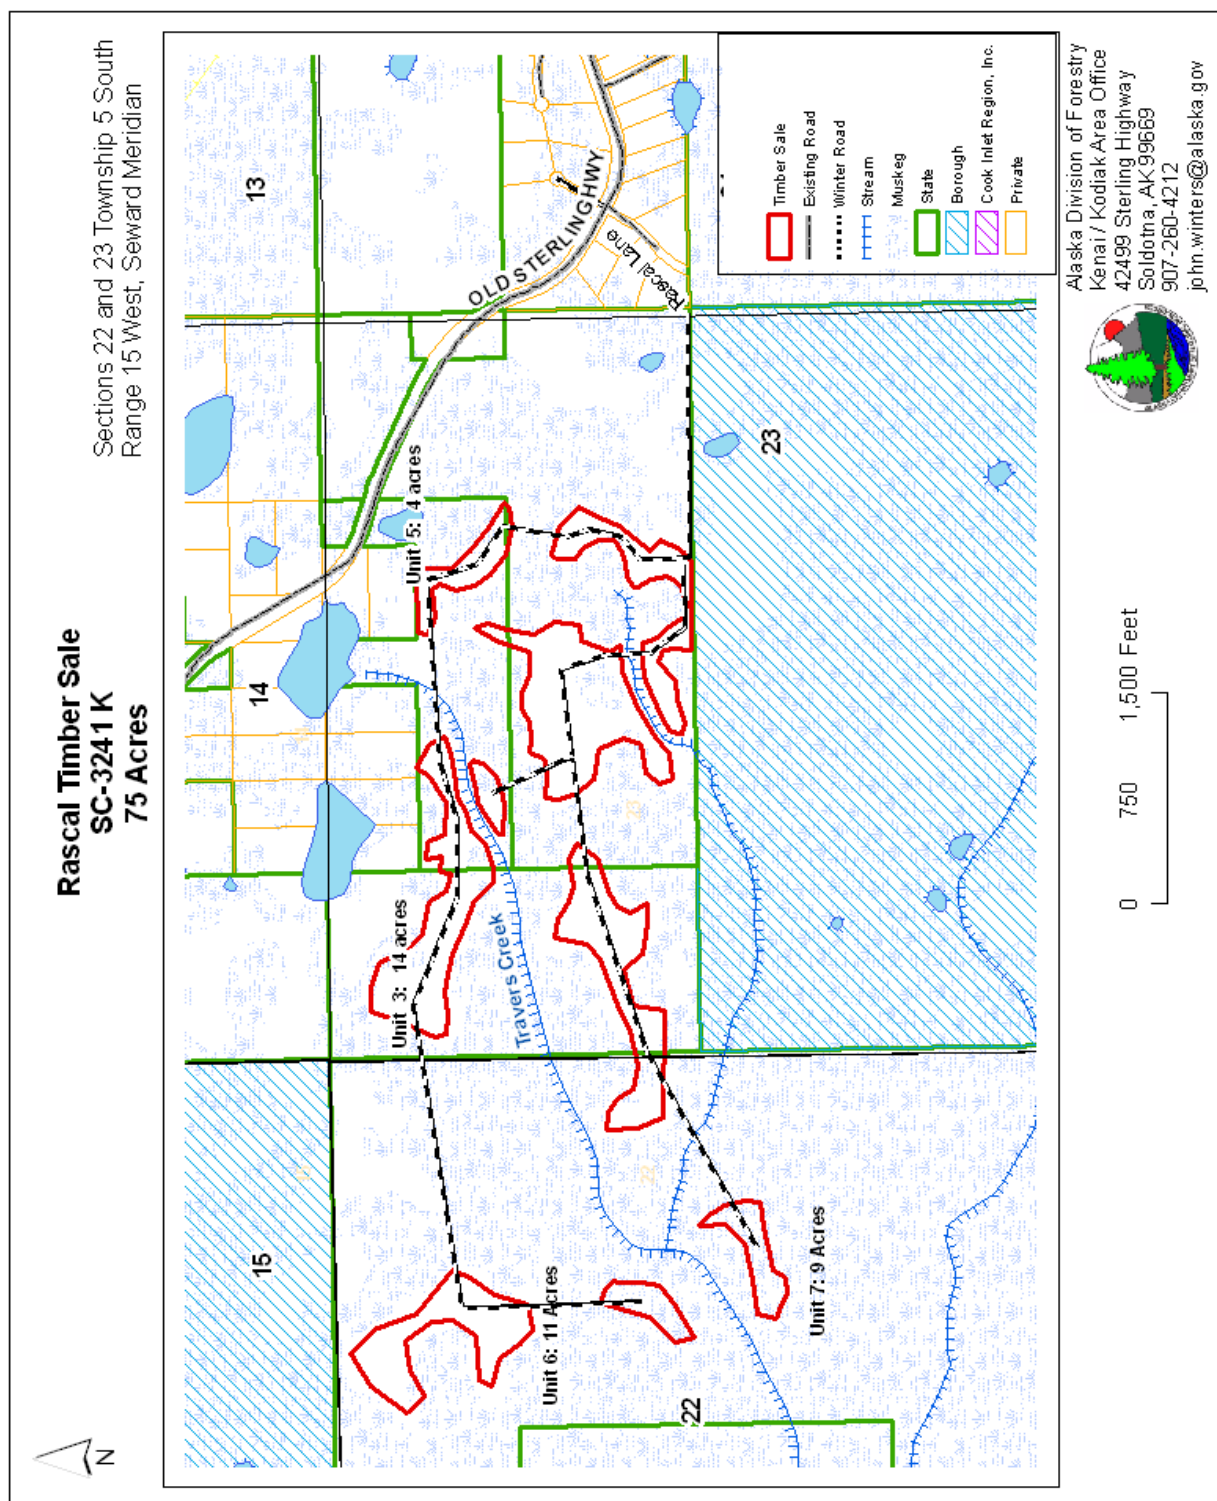 Rascal Timber Sale
SC-3241 K
75 Acres
Sections 22 and 23 Township 5 South
Range 15 West, Seward Meridian
N
15
14
13
22
23
22
23
OLD STERLING HWY
Rascal Lane
Unit 5: 4 acres
Unit 3: 14 acres
Travers Creek
Unit 6: 11 Acres
Unit 7: 9 Acres
Timber Sale
Existing Road
Winter Road
Stream
Muskeg
State
Borough
Cook Inlet Region, Inc.
Private
0 750 1,500 Feet
Alaska Division of Forestry
Kenai / Kodiak Area Office
42499 Sterling Highway
Soldotna, AK 99669
907-260-4212
john.winters@alaska.gov